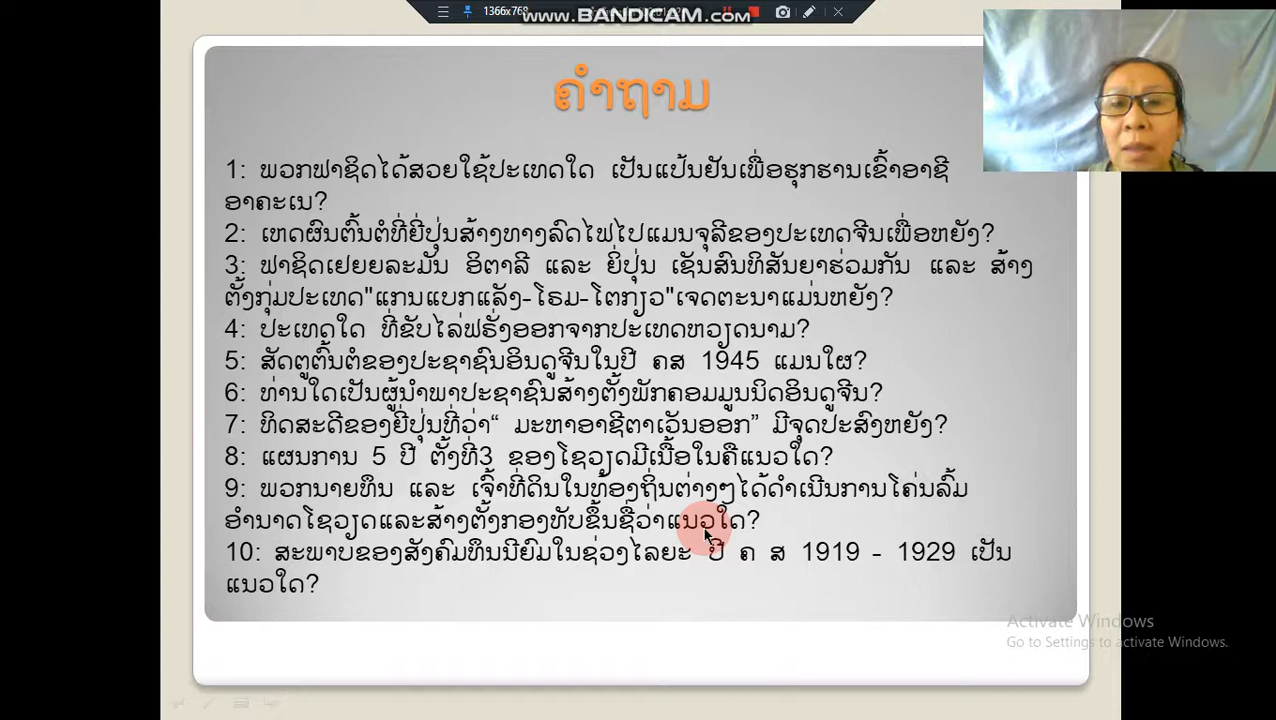 1366x768
www.BANDICAM.com
ຄຳຖາມ
1: ພວກຟາຊິດໄດ້ສວຍໃຊ້ປະເທດໃດ ເປັນແປ້ນຢັນເພື່ອຮຸກຮານເຂົ້າອາຊີ
ອາຄະເນ?
2: ເຫດຜົນຕົ້ນຕໍທີ່ຍີ່ປຸ່ນສ້າງທາງລົດໄຟໄປແມນຈຸລີຂອງປະເທດຈີນເພື່ອຫຍັງ?
3: ຟາຊິດເຢຍຍລະມັນ ອິຕາລີ ແລະ ຍິ່ປຸ່ນ ເຊັນສົນທິສັນຍາຮ່ວມກັນ ແລະ ສ້າງ
ຕັ້ງກຸ່ມປະເທດ"ແກນແບກແລັງ-ໂຣມ-ໂຕກຽວ"ເຈດຕະນາແມ່ນຫຍັງ?
4: ປະເທດໃດ ທີ່ຂັບໄລ່ຟຣັ່ງອອກຈາກປະເທດຫວຽດນາມ?
5: ສັດຕູຕົ້ນຕໍຂອງປະຊາຊົນອິນດູຈີນໃນປີ ຄສ 1945 ແມນໃຜ?
6: ທ່ານໃດເປັນຜູ້ນຳພາປະຊາຊົນສ້າງຕັ້ງພັກຄອມມູນນິດອິນດູຈີນ?
7: ທິດສະດີຂອງຍີ່ປຸ່ນທີ່ວ່າ“ ມະຫາອາຊີຕາເວັນອອກ” ມີຈຸດປະສົງຫຍັງ?
8: ແຜນການ 5 ປີ ຕັ້ງທີ່3 ຂອງໂຊວຽດມີເນື້ອໃນຄືແນວໃດ?
9: ພວກນາຍທຶນ ແລະ ເຈົ້າທີ່ດິນໃນທ້ອງຖິ່ນຕ່າງໆໄດ້ດຳເນີນການໂຄ່ນລົ້ມ
ອຳນາດໂຊວຽດແລະສ້າງຕັ້ງກອງທັບຂຶ້ນຊື່ວ່າແນວໃດ?
10: ສະພາບຂອງສັງຄົມທຶນນີຍົມໃນຊ່ວງໄລຍະ ປີ ຄ ສ 1919 - 1929 ເປັນ
ແນວໃດ?
Activate Windows
Go to Settings to activate Windows.